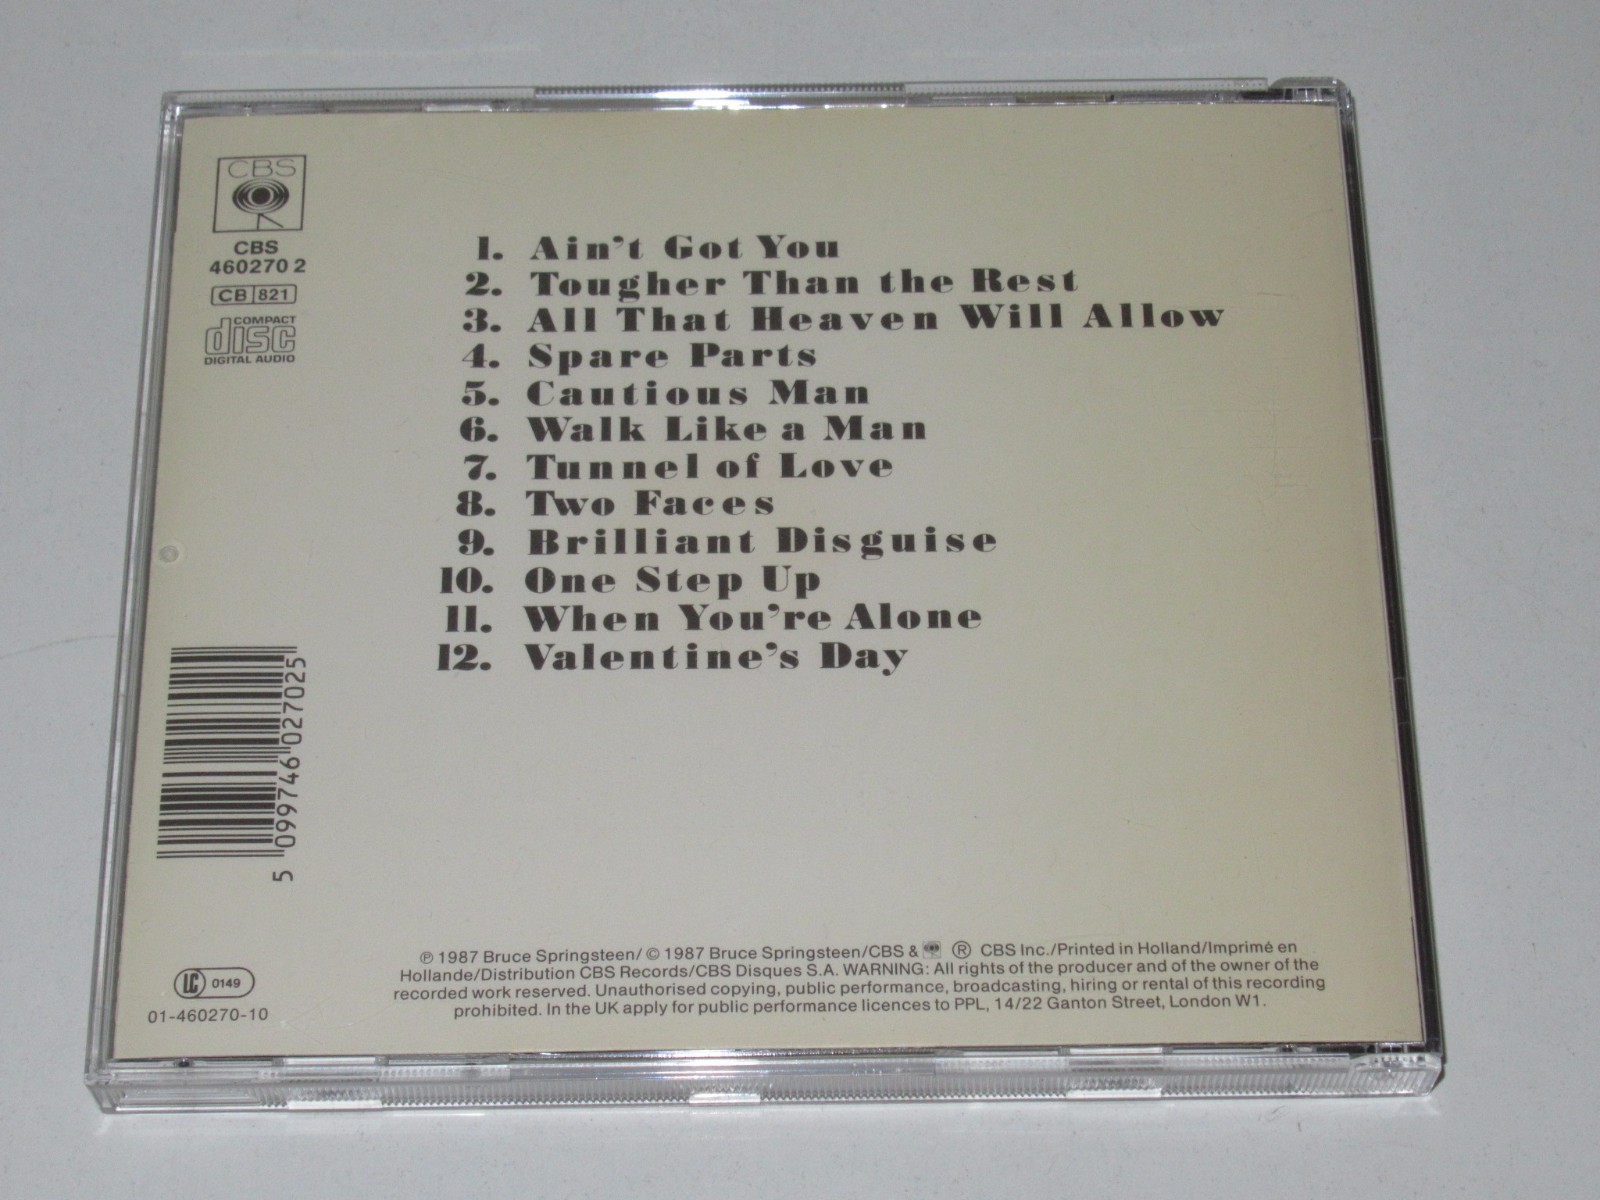 CBS
CBS
460270 2
CB 821
COMPACT
disc
DIGITAL AUDIO
1. Ain't Got You
2. Tougher Than the Rest
3. All That Heaven Will Allow
4. Spare Parts
5. Cautious Man
6. Walk Like a Man
7. Tunnel of Love
8. Two Faces
9. Brilliant Disguise
10. One Step Up
11. When You're Alone
12. Valentine's Day
5 099746 027025
LC 0149
01-460270-10
℗ 1987 Bruce Springsteen/ © 1987 Bruce Springsteen/CBS & ® CBS Inc./Printed in Holland/Imprimé en
Hollande/Distribution CBS Records/CBS Disques S.A. WARNING: All rights of the producer and of the owner of the
recorded work reserved. Unauthorised copying, public performance, broadcasting, hiring or rental of this recording
prohibited. In the UK apply for public performance licences to PPL, 14/22 Ganton Street, London W1.